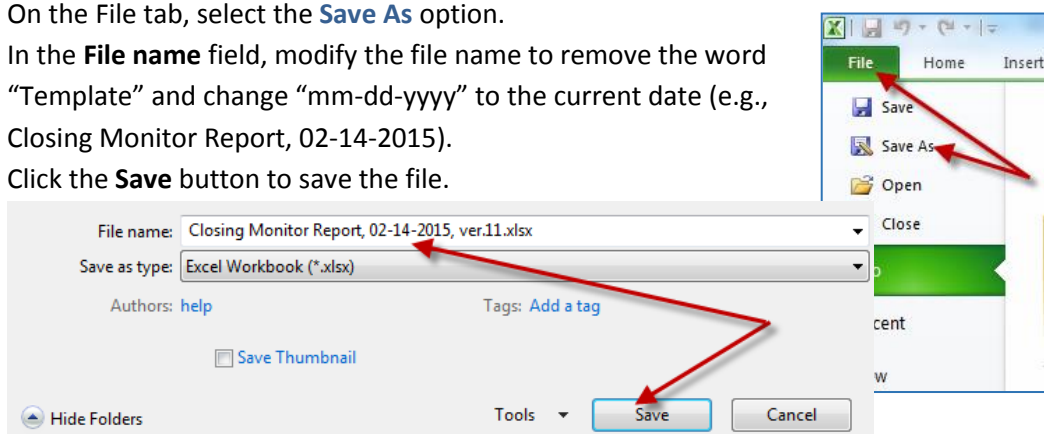 On the File tab, select the Save As option.
In the File name field, modify the file name to remove the word
“Template” and change “mm-dd-yyyy” to the current date (e.g.,
Closing Monitor Report, 02-14-2015).
Click the Save button to save the file.
File Home Insert
Save
Save As
Open
Close
cent
w
File name: Closing Monitor Report, 02-14-2015, ver.11.xlsx
Save as type: Excel Workbook (*.xlsx)
Authors: help Tags: Add a tag
Save Thumbnail
Hide Folders Tools Save Cancel